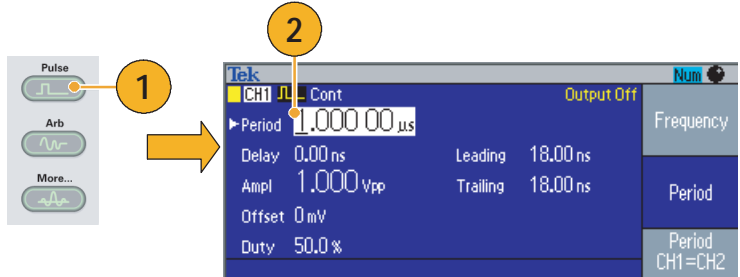 2
Pulse
1
Arb
More...
Tek Num
CH1 Cont Output Off
Period 1.000 00 µs
Delay 0.00 ns Leading 18.00 ns
Ampl 1.000 Vpp Trailing 18.00 ns
Offset 0 mV
Duty 50.0 %
Frequency
Period
Period
CH1=CH2